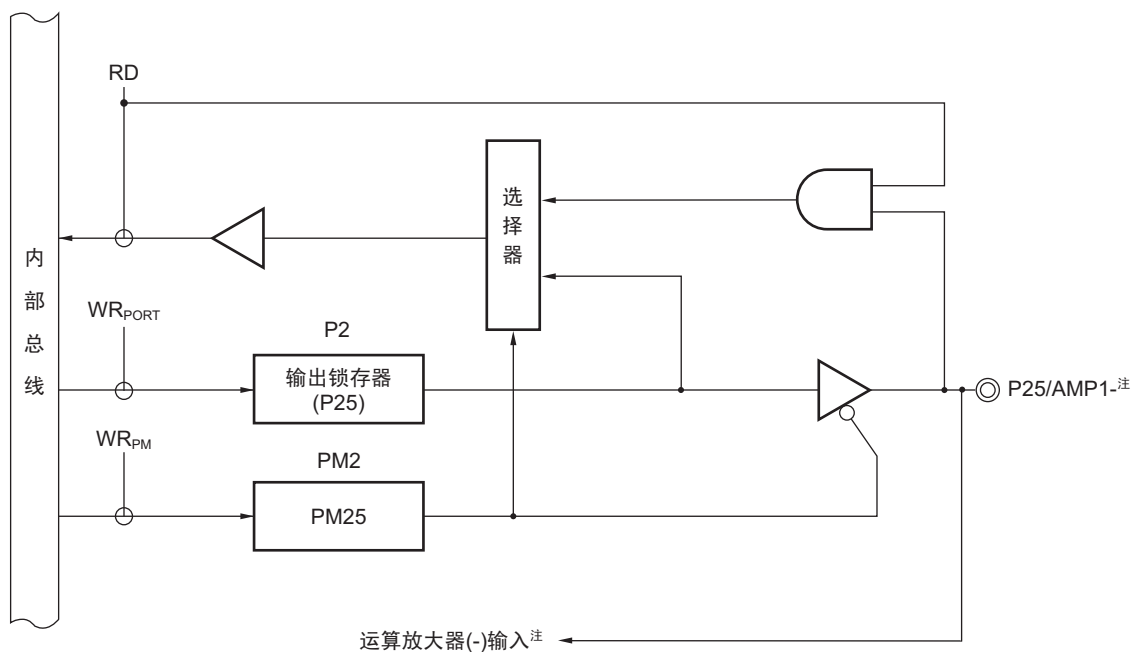 RD
选择器
内部总线
WRPORT
P2
输出锁存器
(P25)
P25/AMP1-注
WRPM
PM2
PM25
运算放大器(-)输入注